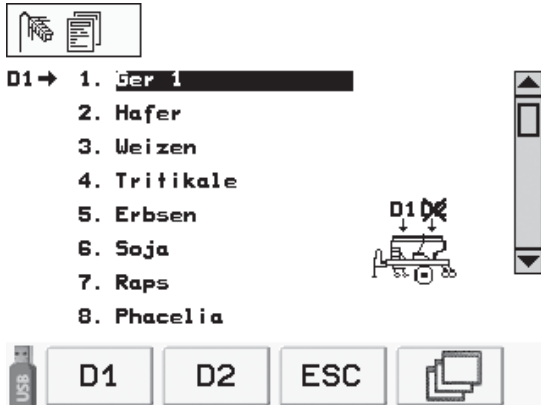 D1→ 1. Ger 1
2. Hafer
3. Weizen
4. Tritikale
5. Erbsen
6. Soja
7. Raps
8. Phacelia
D1 D2
USB D1 D2 ESC